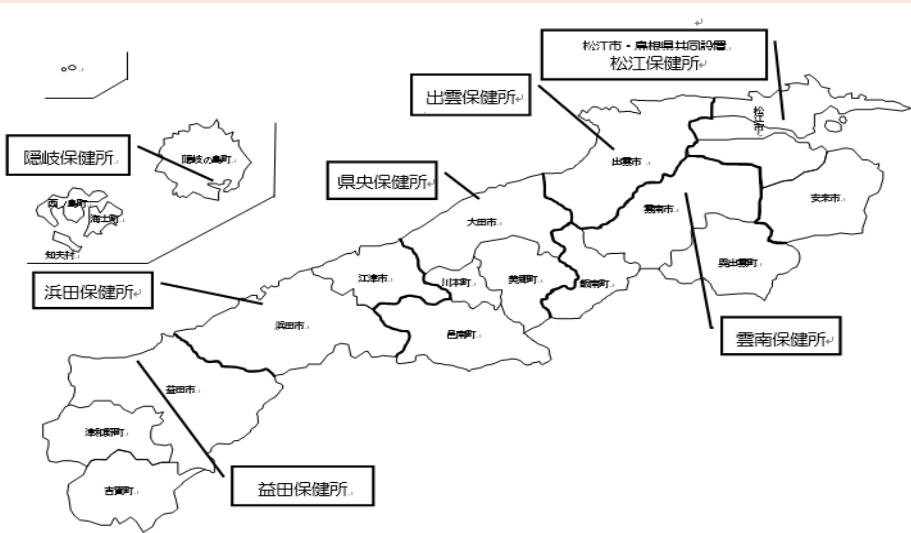 松江市・島根県共同設置
松江保健所
出雲保健所
松江市
隠岐保健所
隠岐の島町
出雲市
県央保健所
安来市
西ノ島町
海士町
大田市
雲南市
知夫村
奥出雲町
江津市
川本町
美郷町
飯南町
浜田保健所
浜田市
邑南町
雲南保健所
益田市
津和野町
吉賀町
益田保健所